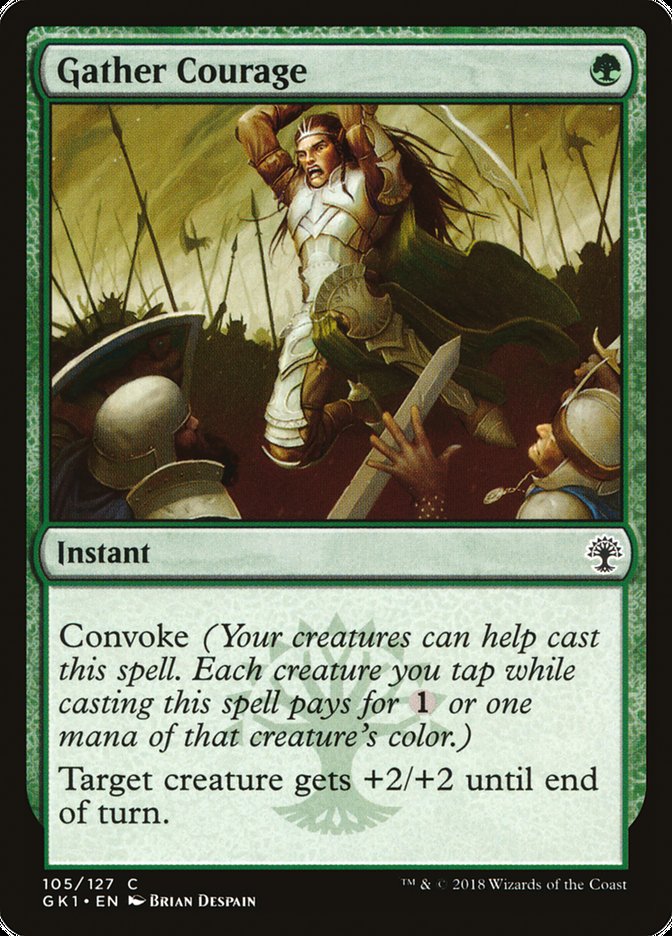 Gather Courage
Instant
Convoke (Your creatures can help cast
this spell. Each creature you tap while
casting this spell pays for 1 or one
mana of that creature's color.)
Target creature gets +2/+2 until end
of turn.
105/127 C
™ & © 2018 Wizards of the Coast
GK1 • EN Brian Despain